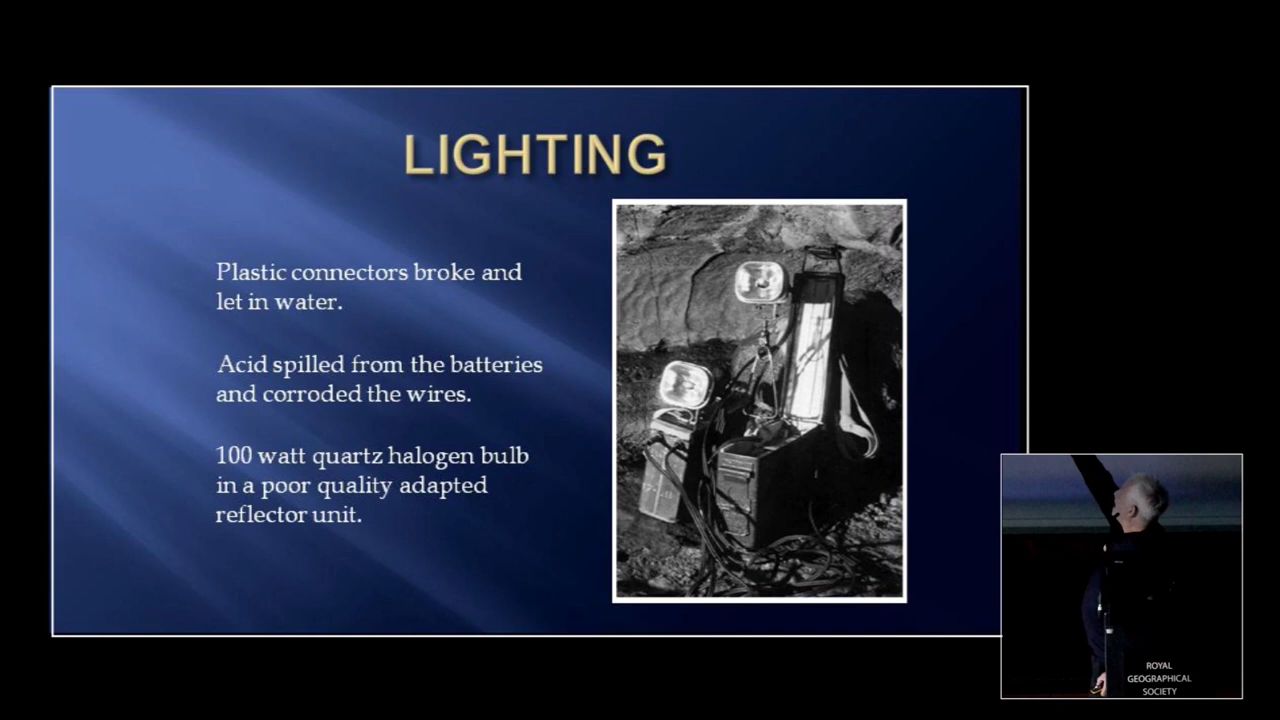 LIGHTING
Plastic connectors broke and
let in water.
Acid spilled from the batteries
and corroded the wires.
100 watt quartz halogen bulb
in a poor quality adapted
reflector unit.
ROYAL
GEOGRAPHICAL
SOCIETY